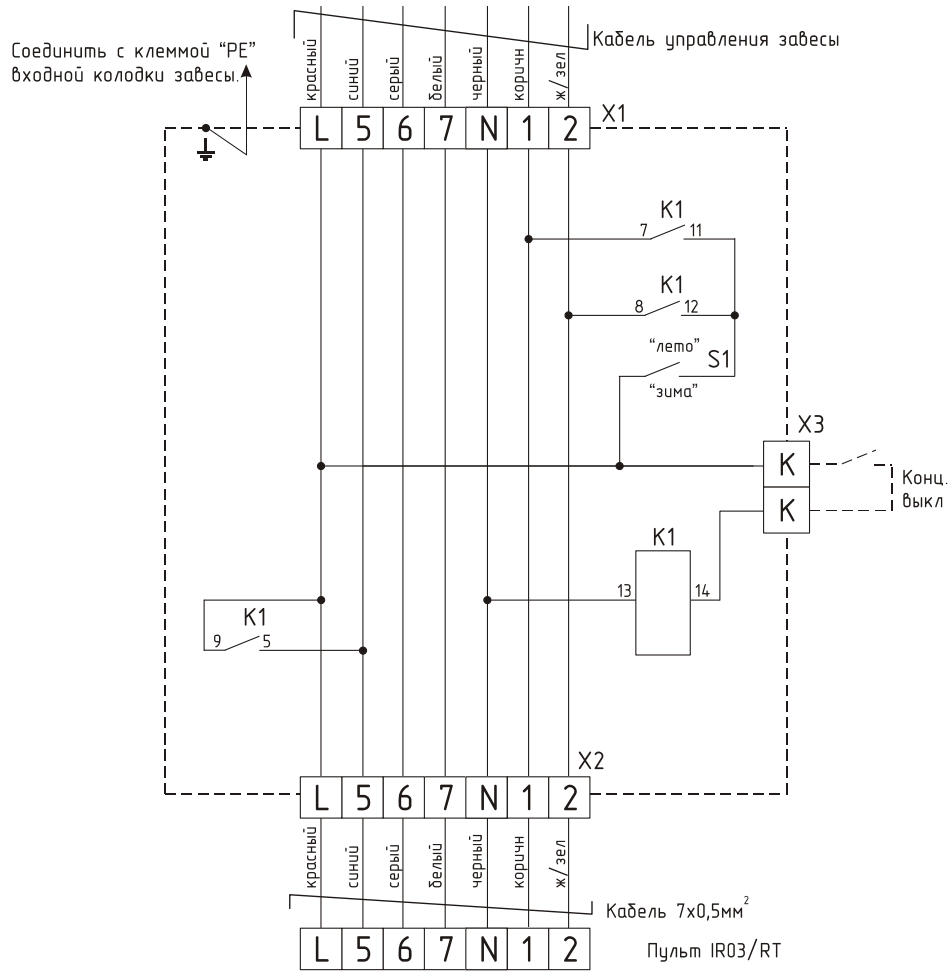 Кабель управления завесы
Соединить с клеммой "PE"
входной колодки завесы.
красный синий серый белый черный коричн ж/зел
L 5 6 7 N 1 2
X1
K1
7 11
K1
8 12
"лето"
S1
"зима"
X3
K
K
Конц.
выкл
K1
13 14
K1
9 5
X2
L 5 6 7 N 1 2
красный синий серый белый черный коричн ж/зел
Кабель 7x0,5мм²
L 5 6 7 N 1 2
Пульт IR03/RT